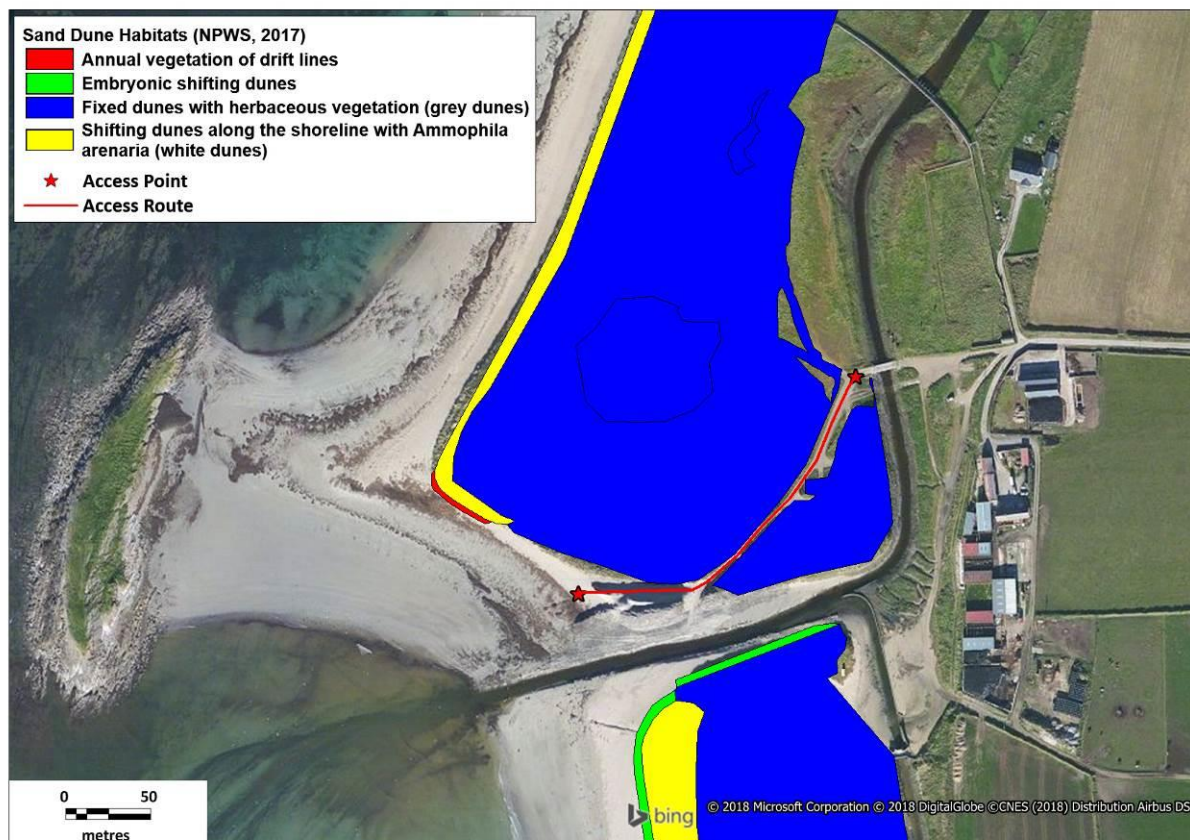 Sand Dune Habitats (NPWS, 2017)
Annual vegetation of drift lines
Embryonic shifting dunes
Fixed dunes with herbaceous vegetation (grey dunes)
Shifting dunes along the shoreline with Ammophila
arenaria (white dunes)
Access Point
Access Route
0 50
metres
bing
© 2018 Microsoft Corporation © 2018 DigitalGlobe ©CNES (2018) Distribution Airbus DS